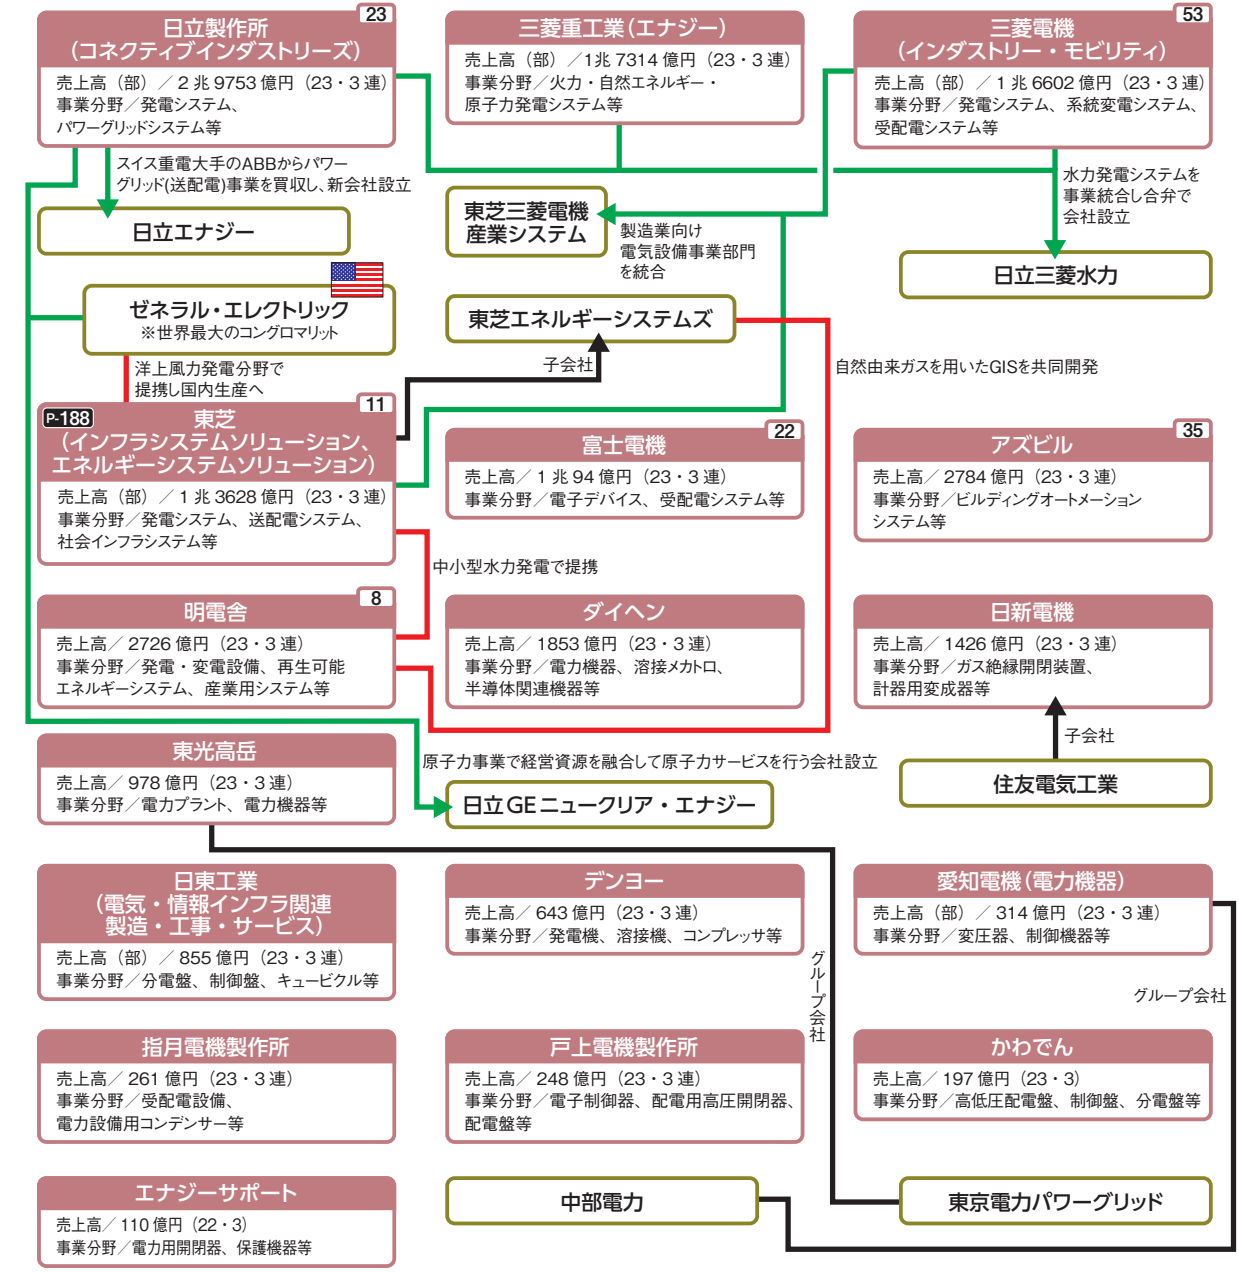 23
日立製作所
（コネクティブインダストリーズ）
売上高（部）／2兆9753億円（23・3連）
事業分野／発電システム、
パワーグリッドシステム等
三菱重工業（エナジー）
売上高（部）／1兆7314億円（23・3連）
事業分野／火力・自然エネルギー・
原子力発電システム等
53
三菱電機
（インダストリー・モビリティ）
売上高（部）／1兆6602億円（23・3連）
事業分野／発電システム、系統変電システム、
受配電システム等
スイス重電大手のABBからパワー
グリッド(送配電)事業を買収し、新会社設立
日立エナジー
東芝三菱電機
産業システム
製造業向け
電気設備事業部門
を統合
水力発電システムを
事業統合し合弁で
会社設立
日立三菱水力
ゼネラル・エレクトリック
※世界最大のコングロマリット
東芝エネルギーシステムズ
洋上風力発電分野で
提携し国内生産へ
子会社
自然由来ガスを用いたGISを共同開発
P-188
11
東芝
（インフラシステムソリューション、
エネルギーシステムソリューション）
売上高（部）／1兆3628億円（23・3連）
事業分野／発電システム、送配電システム、
社会インフラシステム等
22
富士電機
売上高／1兆94億円（23・3連）
事業分野／電子デバイス、受配電システム等
35
アズビル
売上高／2784億円（23・3連）
事業分野／ビルディングオートメーション
システム等
中小型水力発電で提携
8
明電舎
売上高／2726億円（23・3連）
事業分野／発電・変電設備、再生可能
エネルギーシステム、産業用システム等
ダイヘン
売上高／1853億円（23・3連）
事業分野／電力機器、溶接メカトロ、
半導体関連機器等
日新電機
売上高／1426億円（23・3連）
事業分野／ガス絶縁開閉装置、
計器用変成器等
子会社
住友電気工業
東光高岳
売上高／978億円（23・3連）
事業分野／電力プラント、電力機器等
原子力事業で経営資源を融合して原子力サービスを行う会社設立
日立GEニュークリア・エナジー
日東工業
（電気・情報インフラ関連
製造・工事・サービス）
売上高（部）／855億円（23・3連）
事業分野／分電盤、制御盤、キュービクル等
デンヨー
売上高／643億円（23・3連）
事業分野／発電機、溶接機、コンプレッサ等
愛知電機（電力機器）
売上高（部）／314億円（23・3連）
事業分野／変圧器、制御機器等
グループ会社
グループ会社
指月電機製作所
売上高／261億円（23・3連）
事業分野／受配電設備、
電力設備用コンデンサー等
戸上電機製作所
売上高／248億円（23・3連）
事業分野／電子制御器、配電用高圧開閉器、
配電盤等
かわでん
売上高／197億円（23・3）
事業分野／高低圧配電盤、制御盤、分電盤等
エナジーサポート
売上高／110億円（22・3）
事業分野／電力用開閉器、保護機器等
中部電力
東京電力パワーグリッド